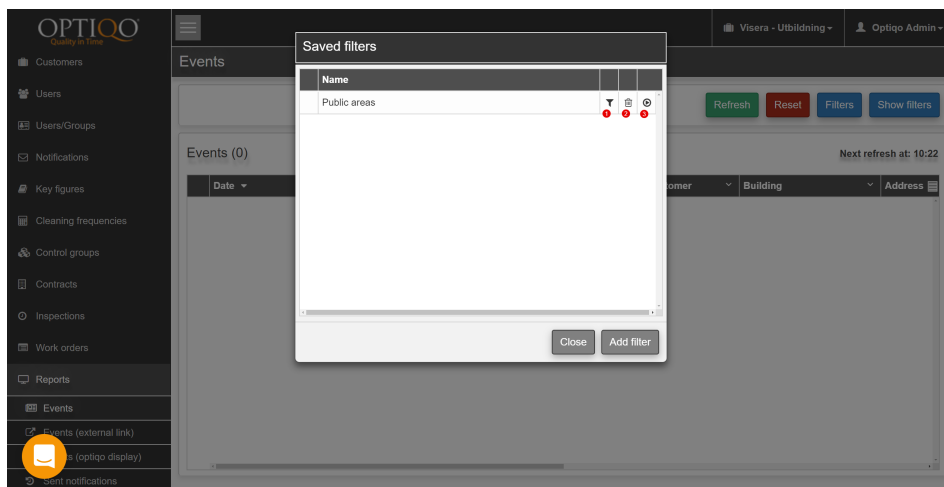 OPTIQO
Quality in Time
Visera - Utbildning
Optiqo Admin
Customers
Users
Users/Groups
Notifications
Key figures
Cleaning frequencies
Control groups
Contracts
Inspections
Work orders
Reports
Events
Events (external link)
(optiqo display)
Sent notifications
Events
Refresh
Reset
Filters
Show filters
Events (0)
Next refresh at: 10:22
Date
Building
Address
Saved filters
Name
Public areas
1 2 3
Close
Add filter